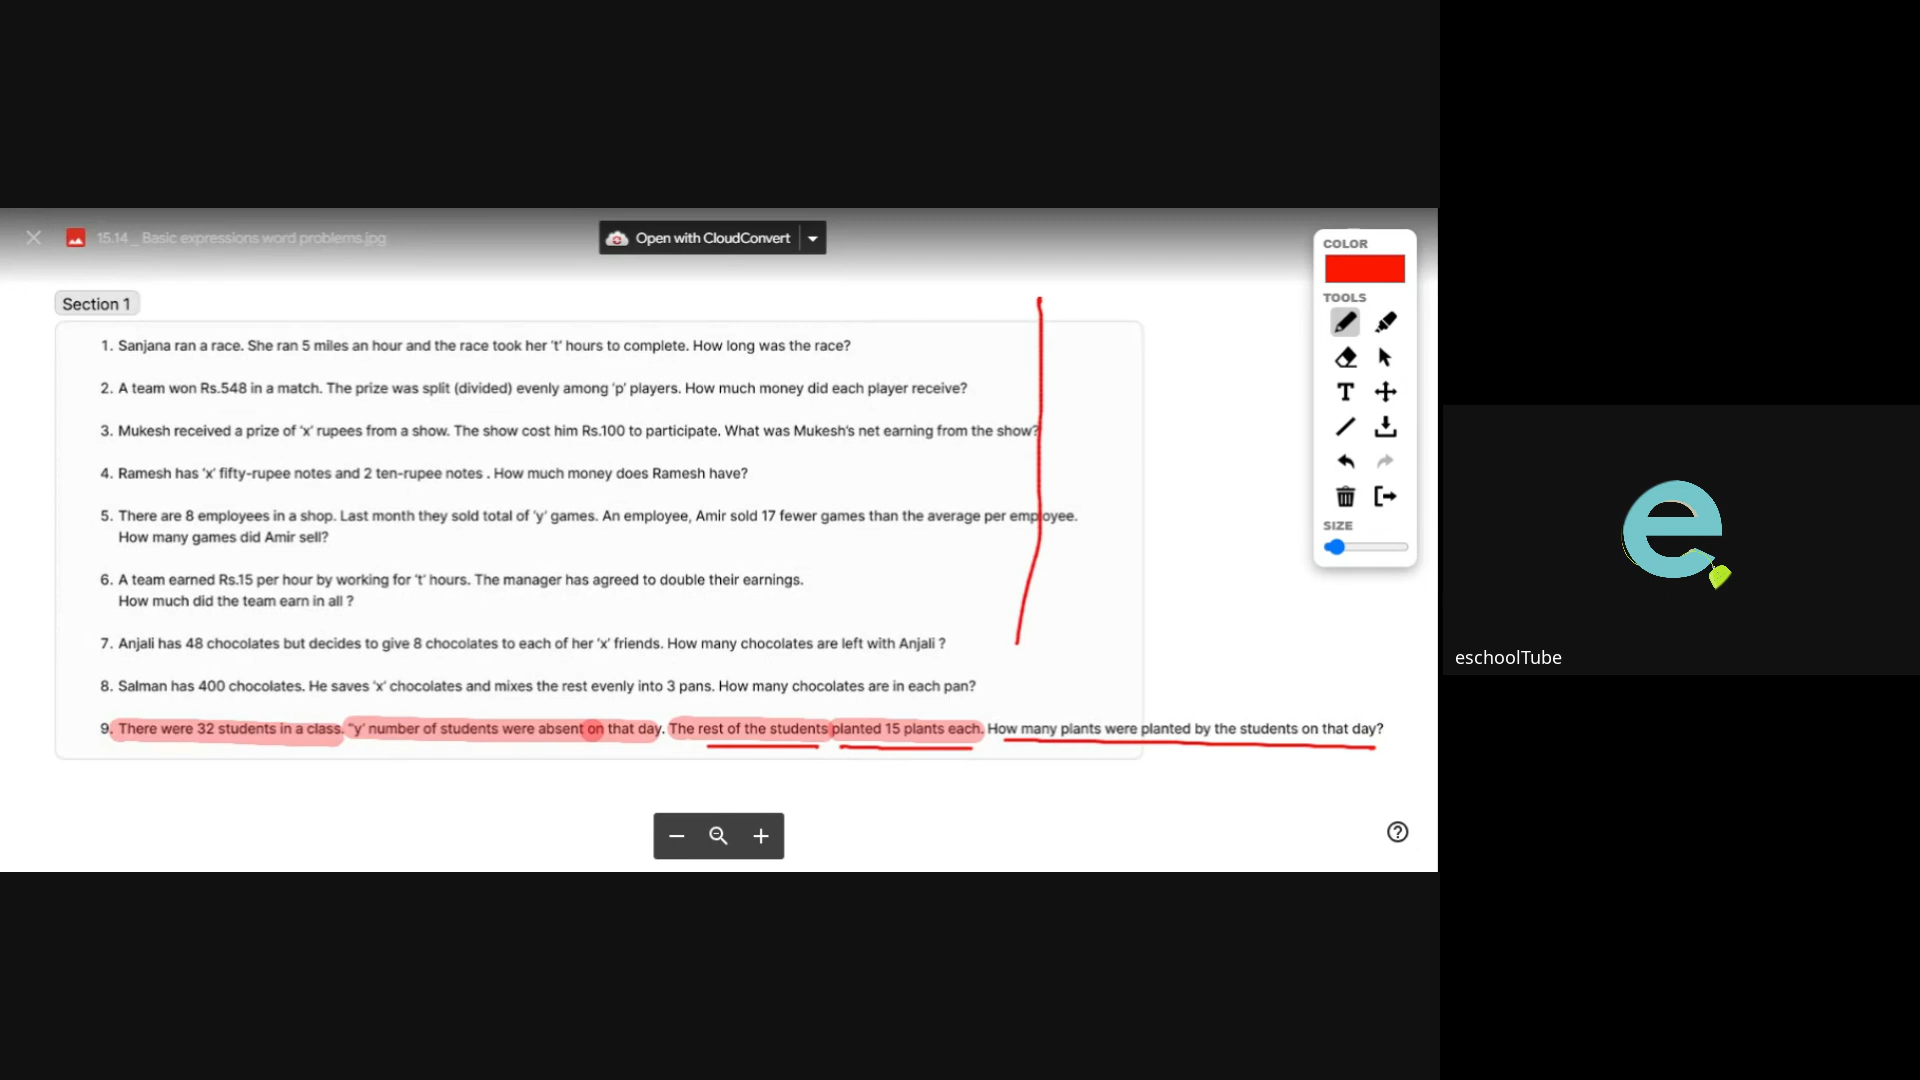 15.14 _ Basic expressions word problems.jpg
Open with CloudConvert
COLOR
TOOLS
T
SIZE
Section 1
1. Sanjana ran a race. She ran 5 miles an hour and the race took her 't' hours to complete. How long was the race?
2. A team won Rs.548 in a match. The prize was split (divided) evenly among 'p' players. How much money did each player receive?
3. Mukesh received a prize of 'x' rupees from a show. The show cost him Rs.100 to participate. What was Mukesh's net earning from the show?
4. Ramesh has 'x' fifty-rupee notes and 2 ten-rupee notes . How much money does Ramesh have?
5. There are 8 employees in a shop. Last month they sold total of 'y' games. An employee, Amir sold 17 fewer games than the average per employee.
How many games did Amir sell?
6. A team earned Rs.15 per hour by working for 't' hours. The manager has agreed to double their earnings.
How much did the team earn in all ?
7. Anjali has 48 chocolates but decides to give 8 chocolates to each of her 'x' friends. How many chocolates are left with Anjali ?
8. Salman has 400 chocolates. He saves 'x' chocolates and mixes the rest evenly into 3 pans. How many chocolates are in each pan?
9. There were 32 students in a class. "y' number of students were absent on that day. The rest of the students planted 15 plants each. How many plants were planted by the students on that day?
e
eschoolTube